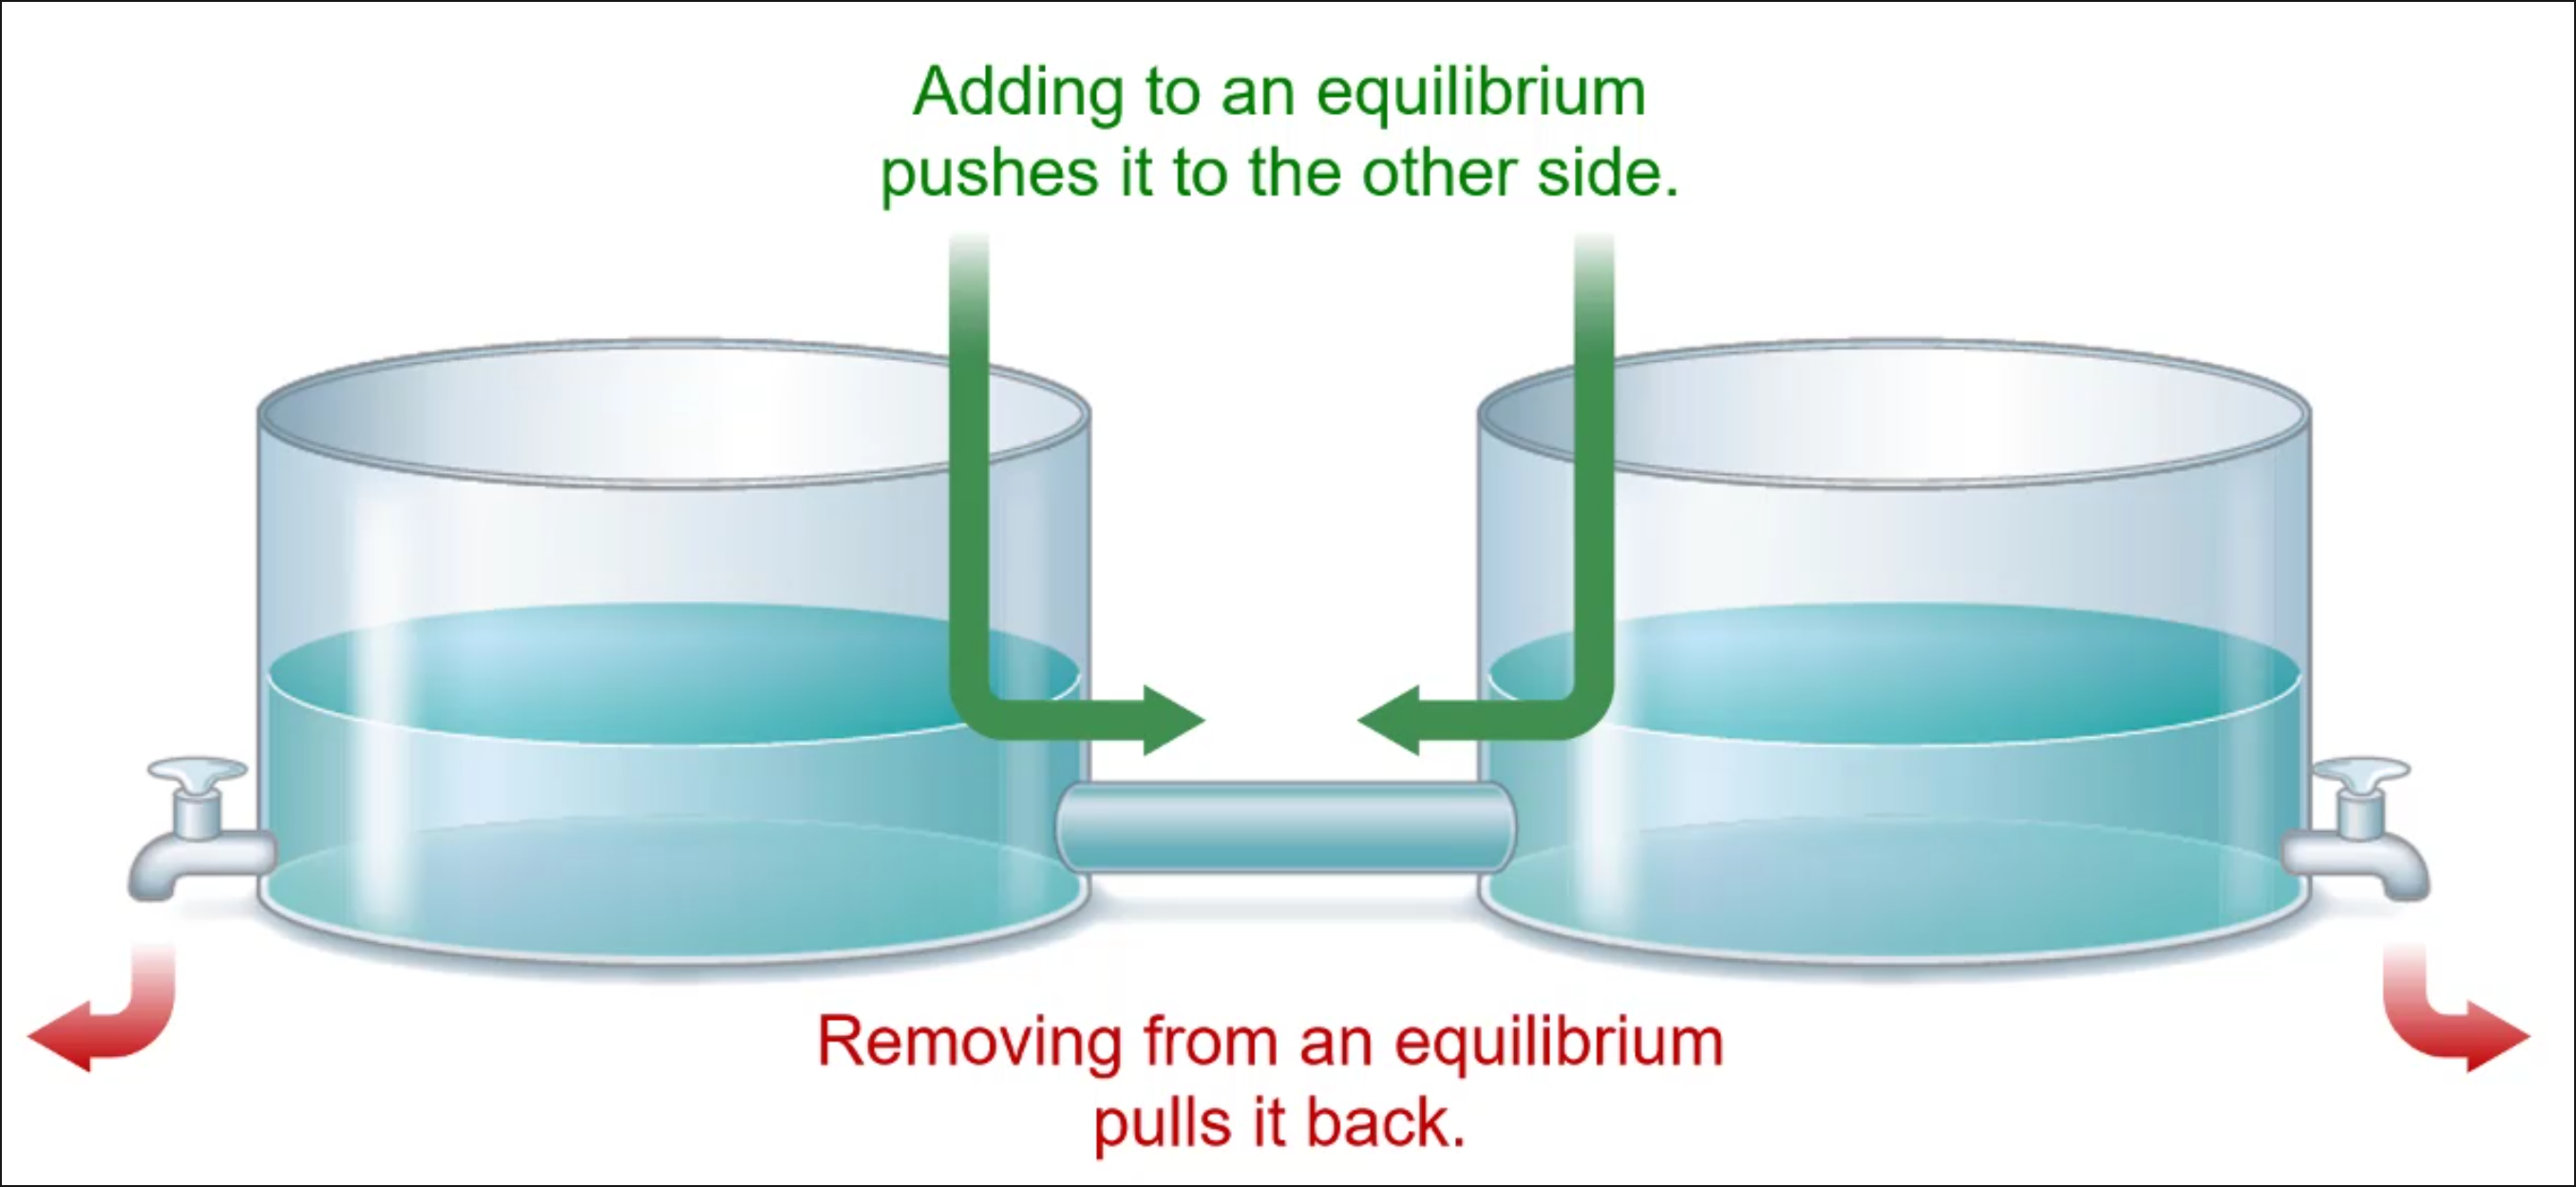 Adding to an equilibrium
pushes it to the other side.
Removing from an equilibrium
pulls it back.